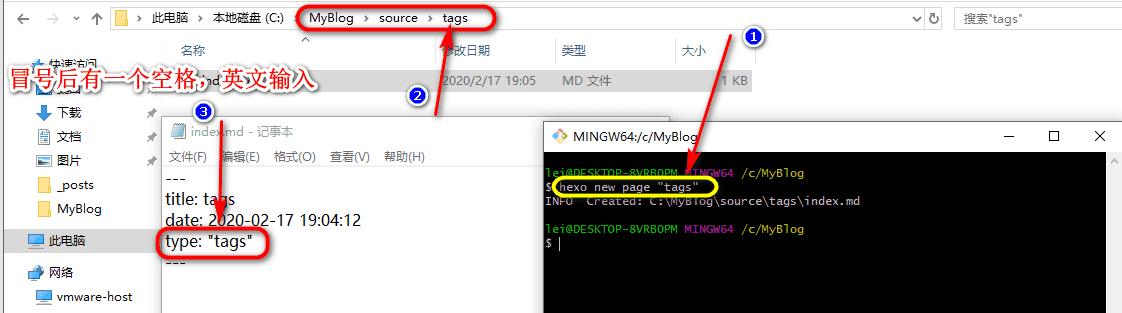 此电脑 > 本地磁盘 (C:) > MyBlog > source > tags
搜索"tags"
名称
修改日期
类型
大小
快速访问
冒号后有一个空格，英文输入
2020/2/17 19:05
MD 文件
1 KB
下载
文档
图片
_posts
MyBlog
此电脑
网络
vmware-host
1
2
3
index.md - 记事本
文件(F) 编辑(E) 格式(O) 查看(V) 帮助(H)
---
title: tags
date: 2020-02-17 19:04:12
type: "tags"
---
MINGW64:/c/MyBlog
lei@DESKTOP-8VRBOPM MINGW64 /c/MyBlog
$ hexo new page "tags"
INFO  Created: C:\MyBlog\source\tags\index.md
lei@DESKTOP-8VRBOPM MINGW64 /c/MyBlog
$